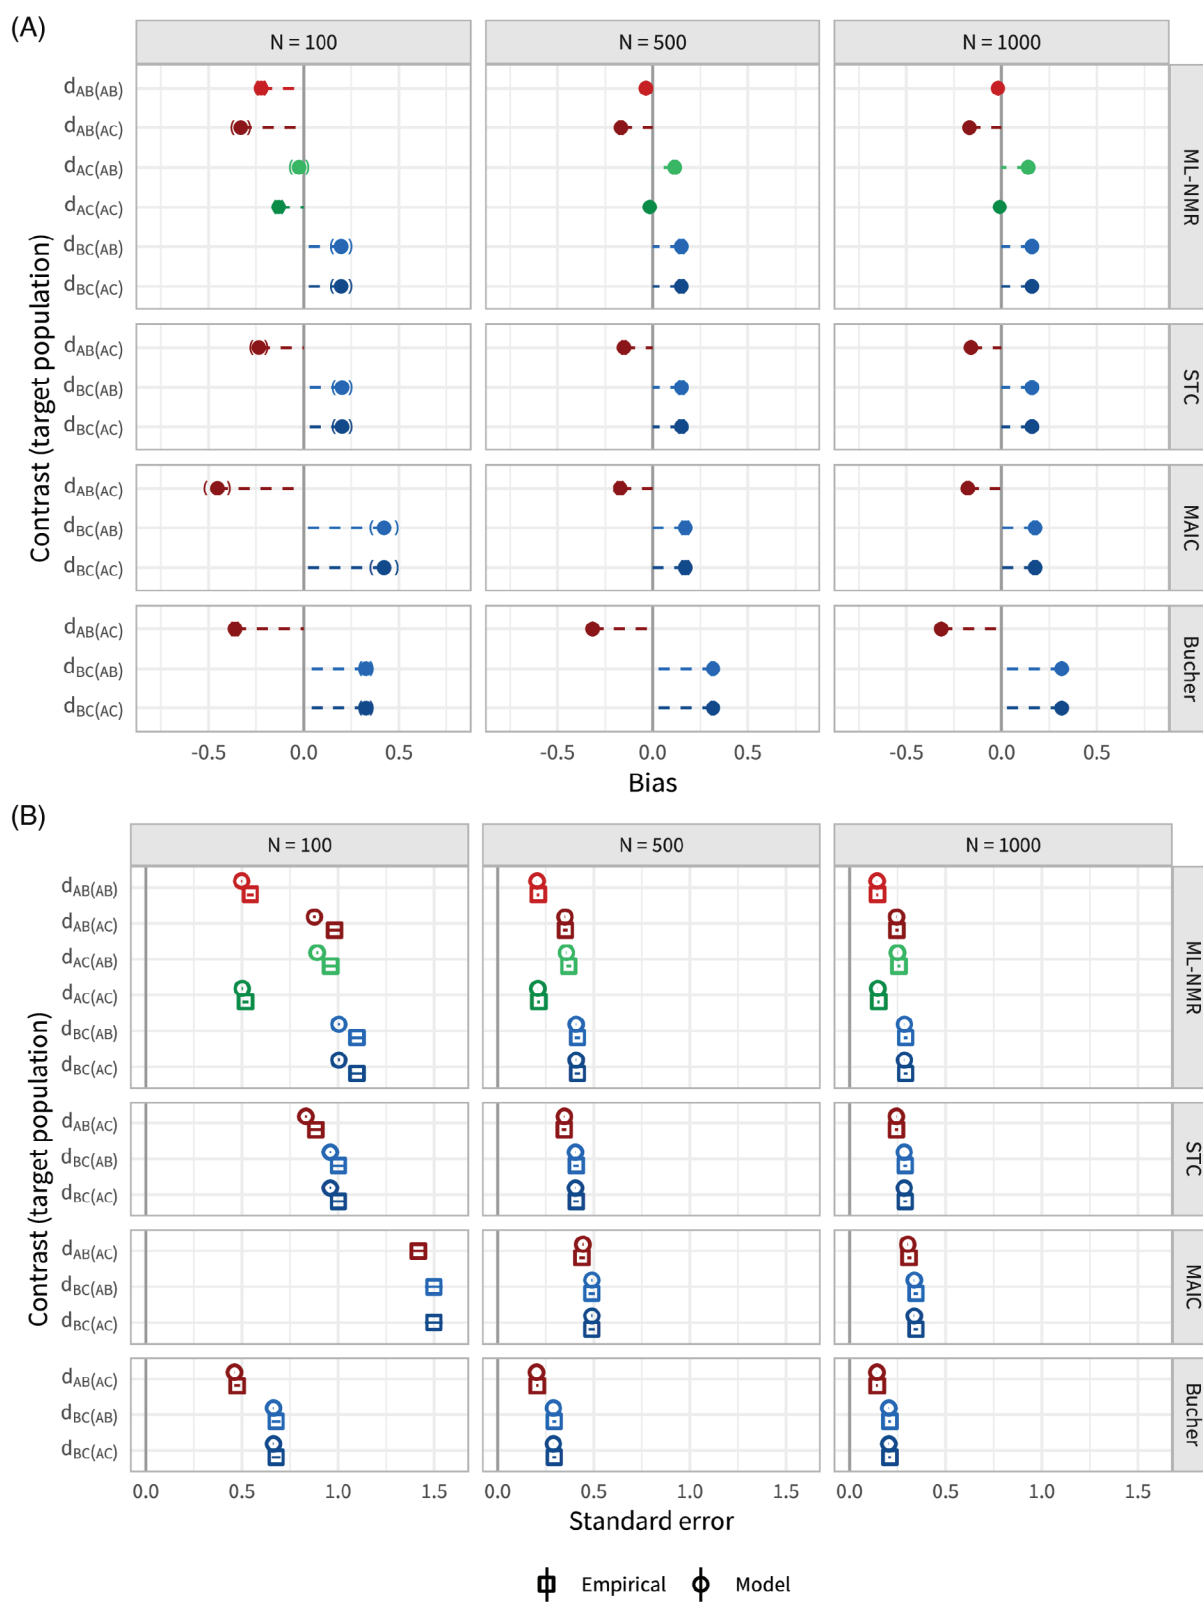 (A)
N = 100 N = 500 N = 1000
dAB(AB)
dAB(AC)
dAC(AB)
dAC(AC)
dBC(AB)
dBC(AC)
ML-NMR
dAB(AC)
dBC(AB)
dBC(AC)
STC
dAB(AC)
dBC(AB)
dBC(AC)
MAIC
dAB(AC)
dBC(AB)
dBC(AC)
Bucher
Contrast (target population)
-0.5 0.0 0.5 -0.5 0.0 0.5 -0.5 0.0 0.5
Bias
(B)
N = 100 N = 500 N = 1000
dAB(AB)
dAB(AC)
dAC(AB)
dAC(AC)
dBC(AB)
dBC(AC)
ML-NMR
dAB(AC)
dBC(AB)
dBC(AC)
STC
dAB(AC)
dBC(AB)
dBC(AC)
MAIC
dAB(AC)
dBC(AB)
dBC(AC)
Bucher
Contrast (target population)
0.0 0.5 1.0 1.5 0.0 0.5 1.0 1.5 0.0 0.5 1.0 1.5
Standard error
Empirical Model